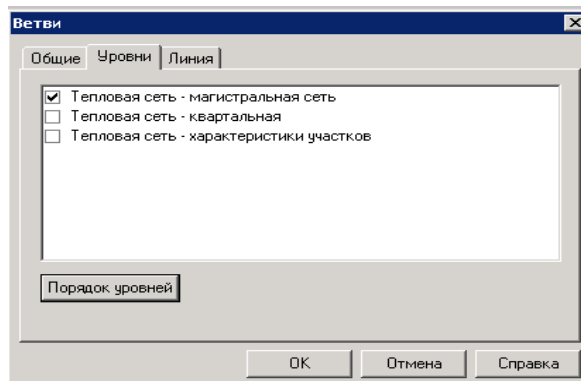 Ветви
Общие Уровни Линия
Тепловая сеть - магистральная сеть
Тепловая сеть - квартальная
Тепловая сеть - характеристики участков
Порядок уровней
OK Отмена Справка